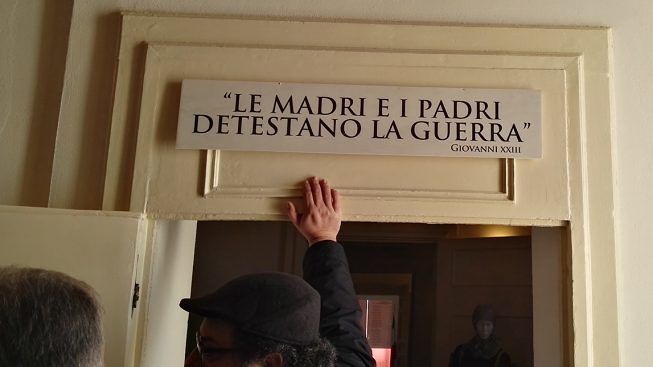 “LE MADRI E I PADRI
DETESTANO LA GUERRA”
GIOVANNI XXIII